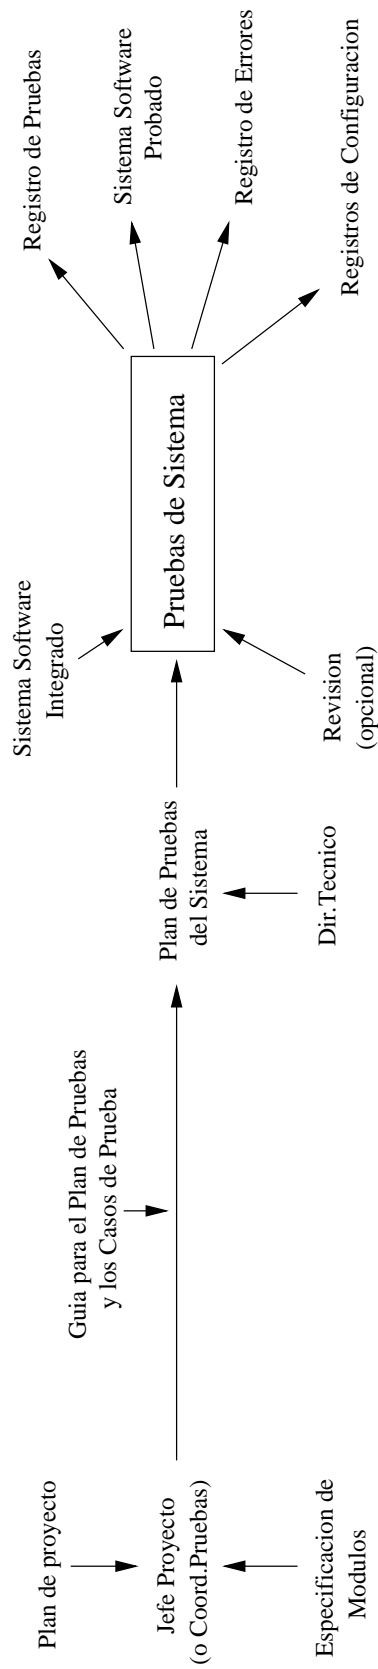 Plan de proyecto
Jefe Proyecto
(o Coord.Pruebas)
Especificacion de
Modulos
Guia para el Plan de Pruebas
y los Casos de Prueba
Plan de Pruebas
del Sistema
Dir.Tecnico
Sistema Software
Integrado
Pruebas de Sistema
Revision
(opcional)
Registro de Pruebas
Sistema Software
Probado
Registro de Errores
Registros de Configuracion